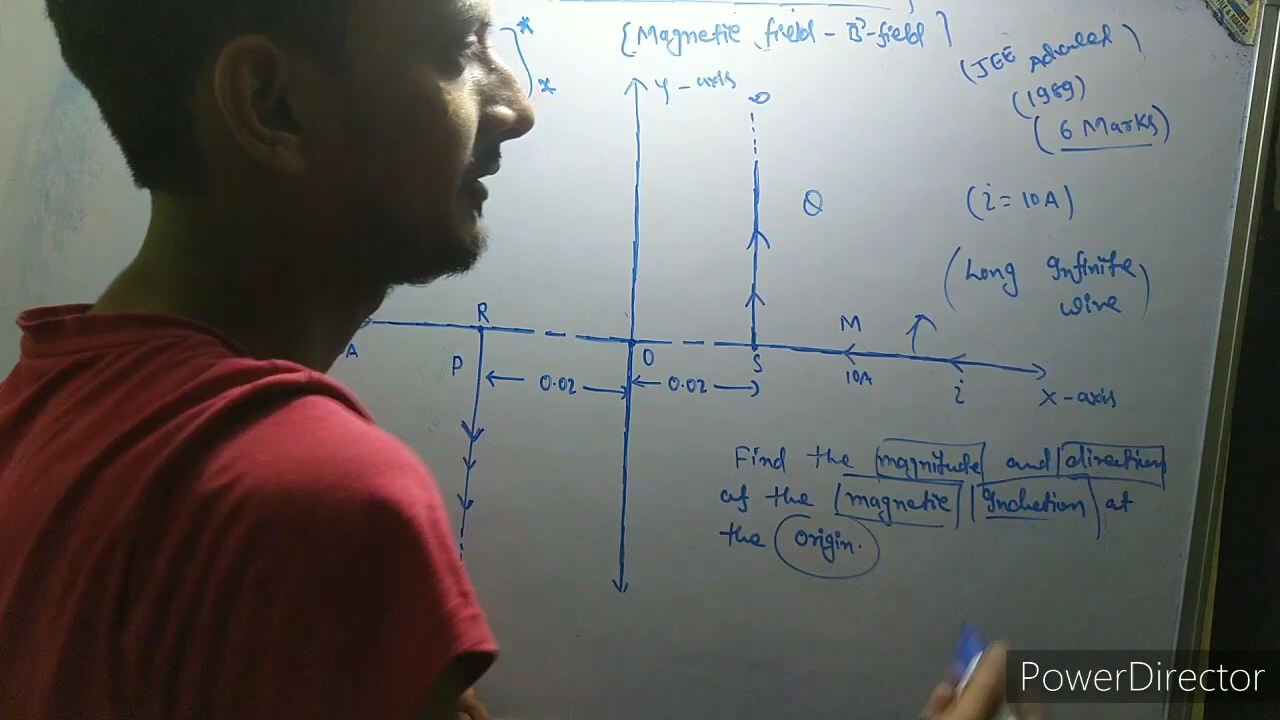 {Magnetic field - B-field}
(JEE Advanced)
(1989)
(6 Marks)
Y-axis
Q
(i = 10A)
(Long Infinite
wire)
R
M
A
O
S
P
0.02
0.02
10A
i
X-axis
Find the magnitude and direction
of the magnetic Induction at
the origin.
PowerDirector